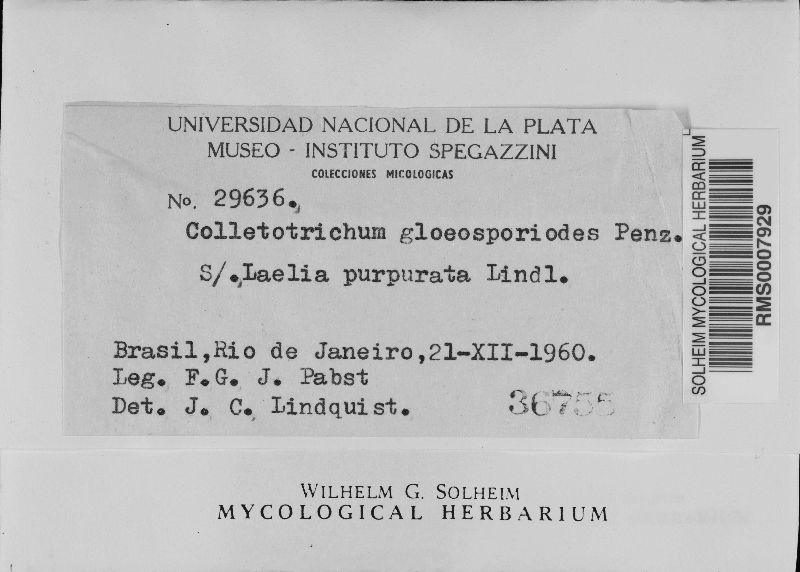 UNIVERSIDAD NACIONAL DE LA PLATA
MUSEO - INSTITUTO SPEGAZZINI
COLECCIONES MICOLOGICAS
No. 29636.
Colletotrichum gloeosporiodes Penz.
S/. Laelia purpurata Lindl.
Brasil, Rio de Janeiro, 21-XII-1960.
Leg. F.G. J. Pabst
Det. J. C. Lindquist.
36755
SOLHEIM MYCOLOGICAL HERBARIUM
RMS0007929
WILHELM G. SOLHEIM
MYCOLOGICAL HERBARIUM